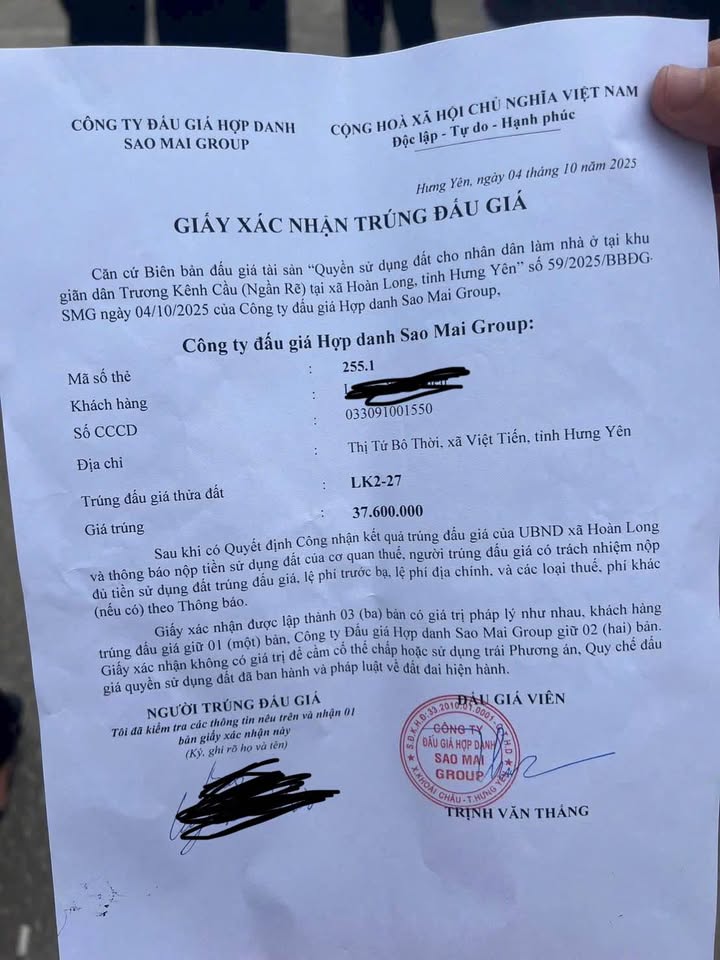 CÔNG TY ĐẤU GIÁ HỢP DANH
SAO MAI GROUP
CỘNG HOÀ XÃ HỘI CHỦ NGHĨA VIỆT NAM
Độc lập - Tự do - Hạnh phúc
Hưng Yên, ngày 04 tháng 10 năm 2025
GIẤY XÁC NHẬN TRÚNG ĐẤU GIÁ
Căn cứ Biên bản đấu giá tài sản “Quyền sử dụng đất cho nhân dân làm nhà ở tại khu
giãn dân Trương Kênh Cầu (Ngần Rẽ) tại xã Hoàn Long, tỉnh Hưng Yên” số 59/2025/BBĐG-
SMG ngày 04/10/2025 của Công ty đấu giá Hợp danh Sao Mai Group,
Công ty đấu giá Hợp danh Sao Mai Group:
Mã số thẻ : 255.1
Khách hàng :
Số CCCD : 033091001550
Địa chỉ : Thị Tứ Bô Thời, xã Việt Tiến, tỉnh Hưng Yên
Trúng đấu giá thửa đất : LK2-27
Giá trúng : 37.600.000
Sau khi có Quyết định Công nhận kết quả trúng đấu giá của UBND xã Hoàn Long
và thông báo nộp tiền sử dụng đất của cơ quan thuế, người trúng đấu giá có trách nhiệm nộp
đủ tiền sử dụng đất trúng đấu giá, lệ phí trước bạ, lệ phí địa chính, và các loại thuế, phí khác
(nếu có) theo Thông báo.
Giấy xác nhận được lập thành 03 (ba) bản có giá trị pháp lý như nhau, khách hàng
trúng đấu giá giữ 01 (một) bản, Công ty Đấu giá Hợp danh Sao Mai Group giữ 02 (hai) bản.
Giấy xác nhận không có giá trị để cầm cố thế chấp hoặc sử dụng trái Phương án, Quy chế đấu
giá quyền sử dụng đất đã ban hành và pháp luật về đất đai hiện hành.
NGƯỜI TRÚNG ĐẤU GIÁ
Tôi đã kiểm tra các thông tin nêu trên và nhận 01
bản giấy xác nhận này
(Ký, ghi rõ họ và tên)
ĐẤU GIÁ VIÊN
S.Đ.K.H.Đ:33.2010.01.0001-C.T.H.D
CÔNG TY
ĐẤU GIÁ HỢP DANH
SAO MAI
GROUP
X.KHOÁI CHÂU-T.HƯNG YÊN
TRỊNH VĂN THẮNG